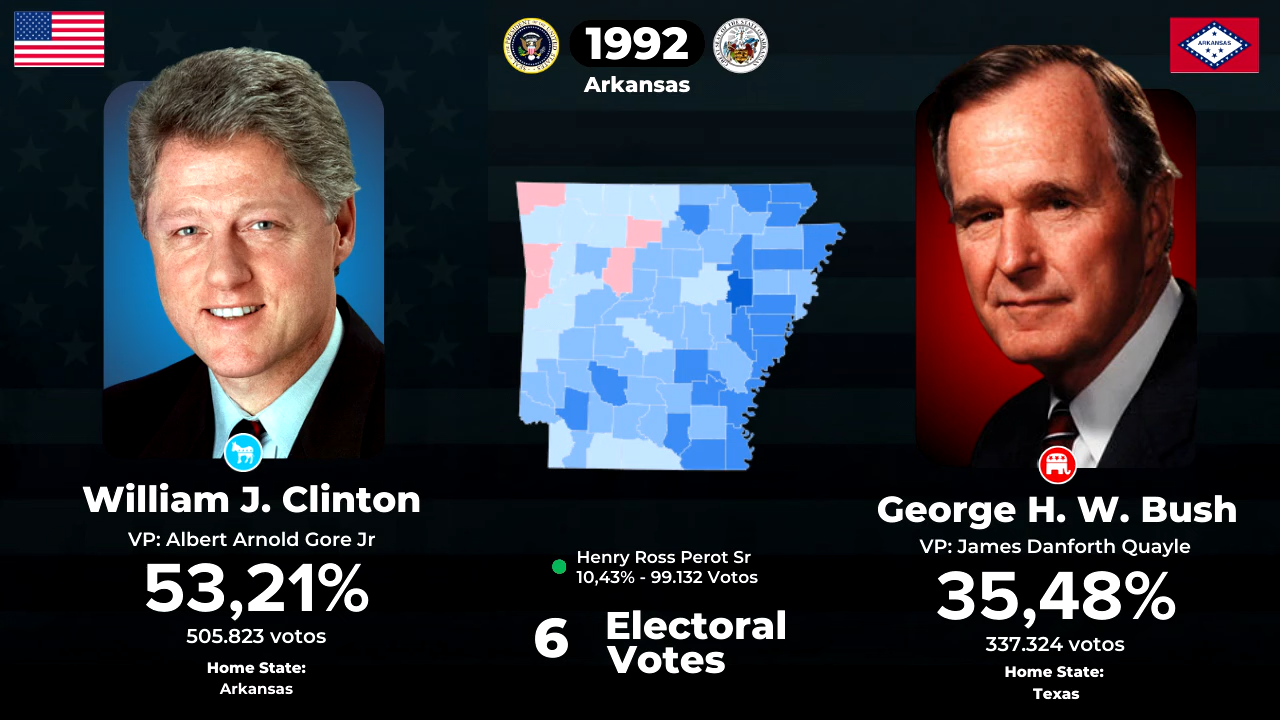 1992
Arkansas
ARKANSAS
William J. Clinton
VP: Albert Arnold Gore Jr
53,21%
505.823 votos
Home State:
Arkansas
Henry Ross Perot Sr
10,43% - 99.132 Votos
6
Electoral
Votes
George H. W. Bush
VP: James Danforth Quayle
35,48%
337.324 votos
Home State:
Texas